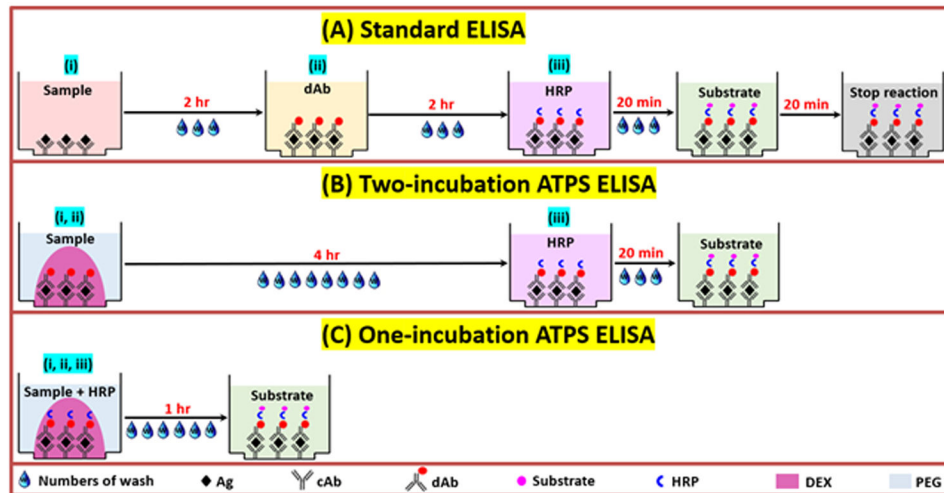 (A) Standard ELISA
(i)
Sample
2 hr
(ii)
dAb
2 hr
(iii)
HRP
20 min
Substrate
20 min
Stop reaction
(B) Two-incubation ATPS ELISA
(i, ii)
Sample
4 hr
(iii)
HRP
20 min
Substrate
(C) One-incubation ATPS ELISA
(i, ii, iii)
Sample + HRP
1 hr
Substrate
Numbers of wash
Ag
cAb
dAb
Substrate
HRP
DEX
PEG